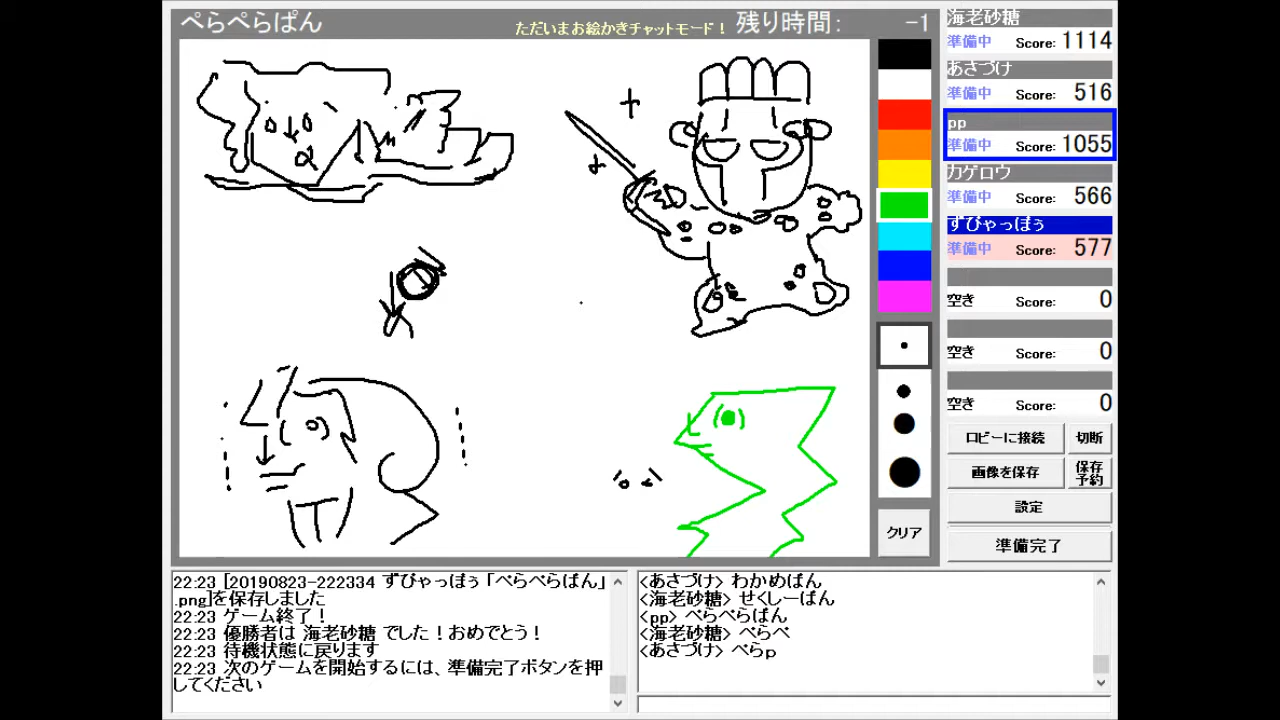 ぺらぺらぱん
ただいまお絵かきチャットモード！
残り時間:
-1
海老砂糖
準備中 Score: 1114
あさづけ
準備中 Score: 516
pp
準備中 Score: 1055
カゲロウ
準備中 Score: 566
ずびゃっぽぅ
準備中 Score: 577
空き Score: 0
空き Score: 0
空き Score: 0
ロビーに接続 切断
画像を保存 保存予約
設定
クリア
準備完了
22:23 [20190823-222334 ずびゃっぽぅ「ぺらぺらぱん」
.png]を保存しました
22:23 ゲーム終了！
22:23 優勝者は 海老砂糖 でした！おめでとう！
22:23 待機状態に戻ります
22:23 次のゲームを開始するには、準備完了ボタンを押
してください
<あさづけ> わかめぱん
<海老砂糖> せくしーぱん
<pp> ぺらぺらぱん
<海老砂糖> ぺらぺ
<あさづけ> ぺらｐ